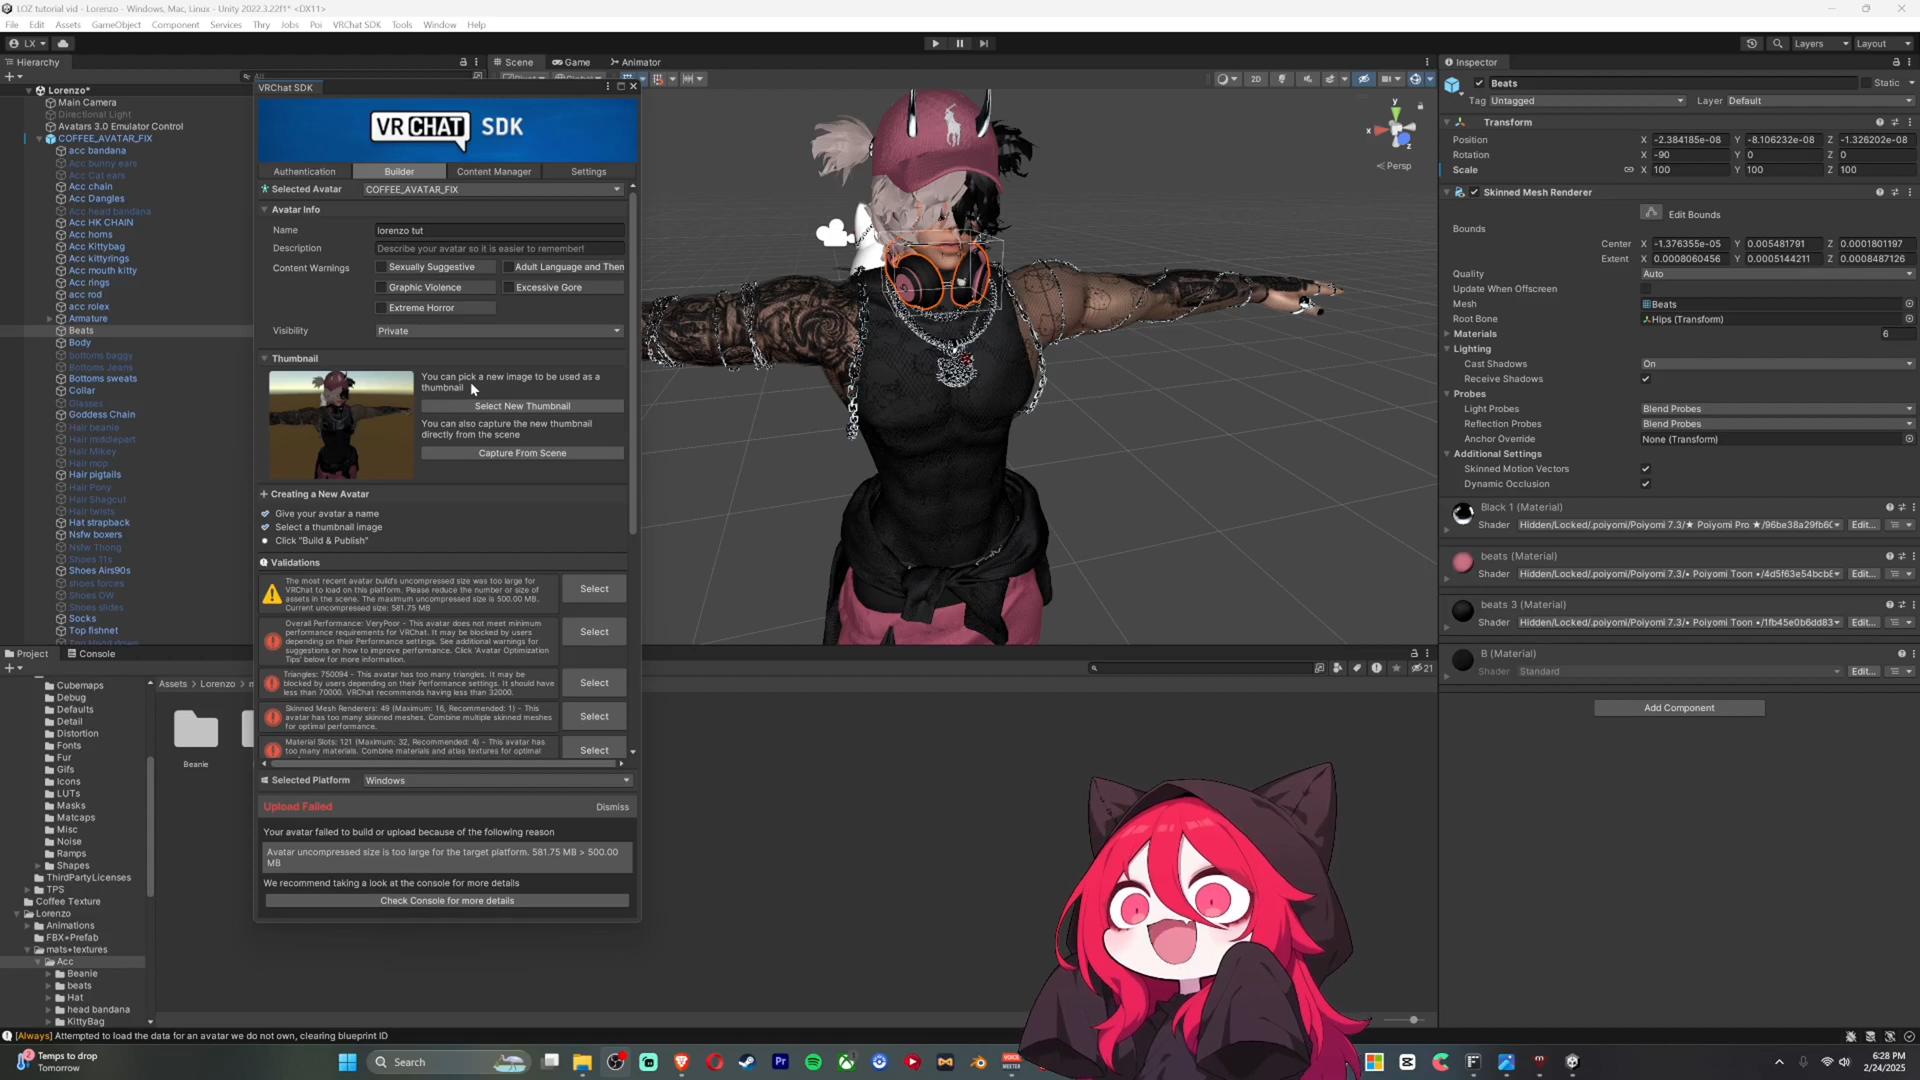 LOZ tutorial vid - Lorenzo - Windows, Mac, Linux - Unity 2022.3.22f1* <DX11>
File Edit Assets GameObject Component Services Thry Jobs Poi VRChat SDK Tools Window Help
LX
Layers
Layout
Hierarchy
All
Lorenzo*
Main Camera
Directional Light
Avatars 3.0 Emulator Control
COFFEE_AVATAR_FIX
acc bandana
Acc bunny ears
Acc Cat ears
Acc chain
Acc Dangles
Acc head bandana
Acc HK CHAIN
Acc horns
Acc Kittybag
Acc kittyrings
Acc mouth kitty
Acc rings
acc rod
acc rolex
Armature
Beats
Body
bottoms baggy
Bottoms Jeans
Bottoms sweats
Collar
Glasses
Goddess Chain
Hair beanie
Hair middlepart
Hair Mikey
Hair mop
Hair pigtails
Hair Pony
Hair Shagcut
Hair twists
Hat strapback
Nsfw boxers
Nsfw Thong
Shoes 11s
Shoes Airs90s
shoes forces
Shoes OW
Shoes slides
Socks
Top fishnet
VRChat SDK
VRCHAT SDK
Authentication
Builder
Content Manager
Settings
Selected Avatar
COFFEE_AVATAR_FIX
Avatar Info
Name
lorenzo tut
Description
Describe your avatar so it is easier to remember!
Content Warnings
Sexually Suggestive
Adult Language and Then
Graphic Violence
Excessive Gore
Extreme Horror
Visibility
Private
Thumbnail
You can pick a new image to be used as a
thumbnail
Select New Thumbnail
You can also capture the new thumbnail
directly from the scene
Capture From Scene
Creating a New Avatar
Give your avatar a name
Select a thumbnail image
Click "Build & Publish"
Validations
The most recent avatar build's uncompressed size was too large for
VRChat to load on this platform. Please reduce the number or size of
assets in the scene. The maximum uncompressed size is 500.00 MB.
Current uncompressed size: 581.75 MB
Select
Overall Performance: VeryPoor - This avatar does not meet minimum
performance requirements for VRChat. It may be blocked by users
depending on their Performance settings. See additional warnings for
suggestions on how to improve performance. Click 'Avatar Optimization
Tips' below for more information.
Select
Triangles: 750094 - This avatar has too many triangles. It may be
blocked by users depending on their Performance settings. It should have
less than 70000. VRChat recommends having less than 32000.
Select
Skinned Mesh Renderers: 49 (Maximum: 16, Recommended: 1) - This
avatar has too many skinned meshes. Combine multiple skinned meshes
for optimal performance.
Select
Material Slots: 121 (Maximum: 32, Recommended: 4) - This avatar has
too many materials. Combine materials and atlas textures for optimal
Select
Selected Platform
Windows
Upload Failed
Dismiss
Your avatar failed to build or upload because of the following reason
Avatar uncompressed size is too large for the target platform. 581.75 MB > 500.00
MB
We recommend taking a look at the console for more details
Check Console for more details
Scene
Game
Animator
2D
y
x
z
Persp
Inspector
Beats
Static
Tag Untagged
Layer Default
Transform
Position X -2.384185e-08 Y -8.106232e-08 Z -1.326202e-08
Rotation X -90 Y 0 Z 0
Scale X 100 Y 100 Z 100
Skinned Mesh Renderer
Edit Bounds
Bounds
Center X -1.376355e-05 Y 0.005481791 Z 0.0001801197
Extent X 0.0008060456 Y 0.0005144211 Z 0.0008487126
Quality Auto
Update When Offscreen
Mesh Beats
Root Bone Hips (Transform)
Materials 6
Lighting
Cast Shadows On
Receive Shadows
Probes
Light Probes Blend Probes
Reflection Probes Blend Probes
Anchor Override None (Transform)
Additional Settings
Skinned Motion Vectors
Dynamic Occlusion
Black 1 (Material)
Shader Hidden/Locked/.poiyomi/Poiyomi 7.3/★ Poiyomi Pro ★/96be38a29fb6 Edit...
beats (Material)
Shader Hidden/Locked/.poiyomi/Poiyomi 7.3/• Poiyomi Toon •/4d5f63e54bcb Edit...
beats 3 (Material)
Shader Hidden/Locked/.poiyomi/Poiyomi 7.3/• Poiyomi Toon •/1fb45e0b6dd83 Edit...
B (Material)
Shader Standard Edit...
Add Component
Project
Console
21
Assets > Lorenzo >
Beanie
Cubemaps
Debug
Defaults
Detail
Distortion
Fonts
Fur
Gifs
Icons
LUTs
Masks
Matcaps
Misc
Noise
Ramps
Shapes
ThirdPartyLicenses
TPS
Coffee Texture
Lorenzo
Animations
FBX+Prefab
mats+textures
Acc
Beanie
beats
Hat
head bandana
KittyBag
[Always] Attempted to load the data for an avatar we do not own, clearing blueprint ID
Temps to drop
Tomorrow
Search
6:28 PM
2/24/2025